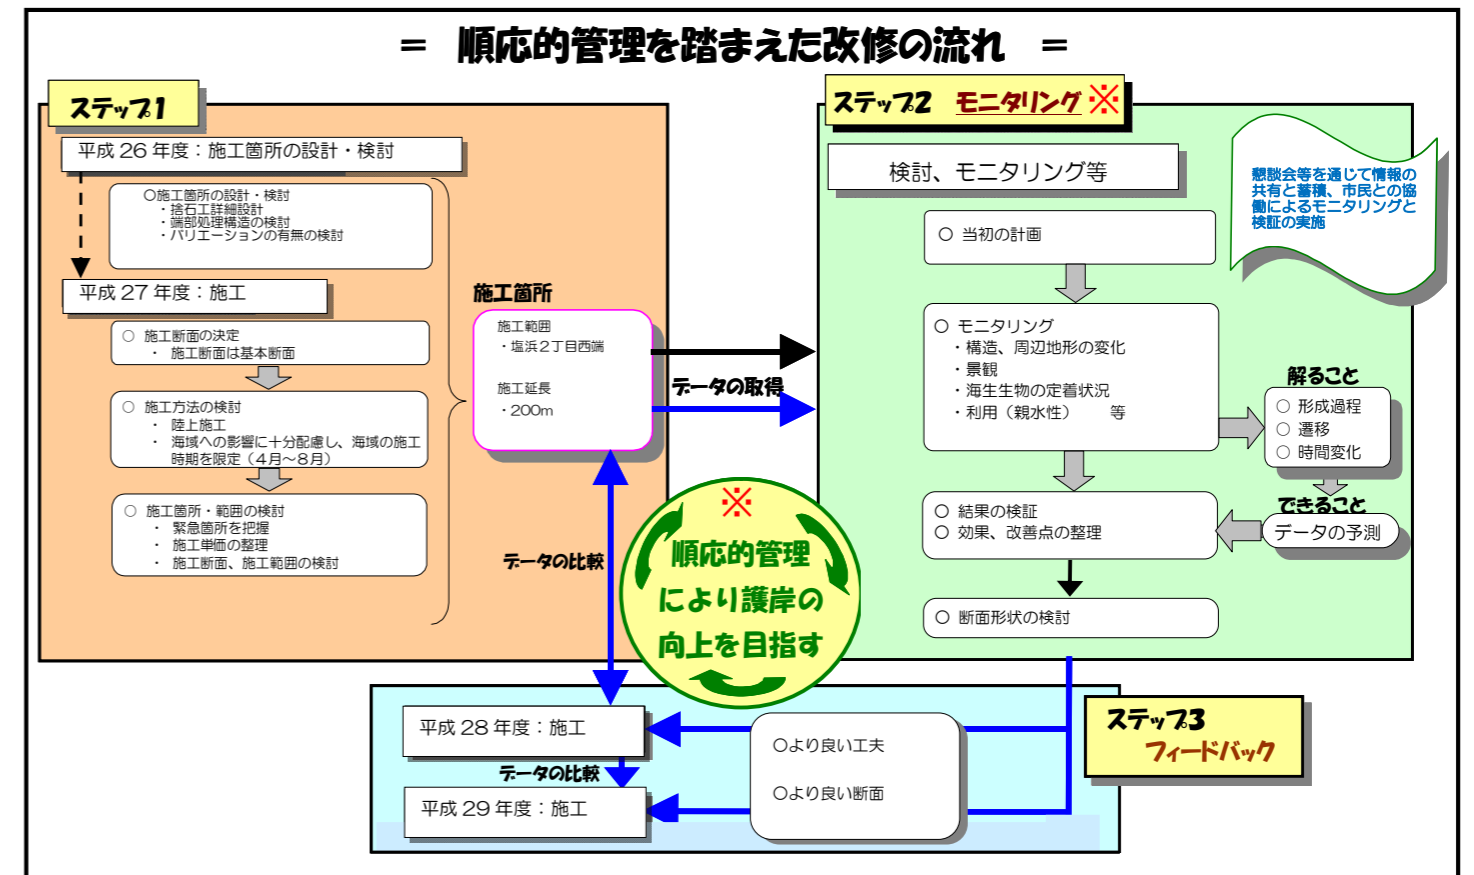 ＝ 順応的管理を踏まえた改修の流れ ＝
ステップ1
平成 26 年度：施工箇所の設計・検討
〇施工箇所の設計・検討
・捨石工詳細設計
・端部処理構造の検討
・バリエーションの有無の検討
平成 27 年度：施工
○ 施工断面の決定
・ 施工断面は基本断面
○ 施工方法の検討
・ 陸上施工
・ 海域への影響に十分配慮し、海域の施工
時期を限定（4月～8月）
○ 施工箇所・範囲の検討
・ 緊急箇所を把握
・ 施工単価の整理
・ 施工断面、施工範囲の検討
施工箇所
施工範囲
・塩浜２丁目西端
施工延長
・200m
データの取得
データの比較
ステップ2 モニタリング ※
検討、モニタリング等
懇談会等を通じて情報の
共有と蓄積、市民との協
働によるモニタリングと
検証の実施
○ 当初の計画
○ モニタリング
・構造、周辺地形の変化
・景観
・海生生物の定着状況
・利用（親水性） 等
解ること
○ 形成過程
○ 遷移
○ 時間変化
できること
データの予測
○ 結果の検証
○ 効果、改善点の整理
○ 断面形状の検討
※
順応的管理
により護岸の
向上を目指す
ステップ3
フィードバック
平成 28 年度：施工
データの比較
平成 29 年度：施工
〇より良い工夫
〇より良い断面